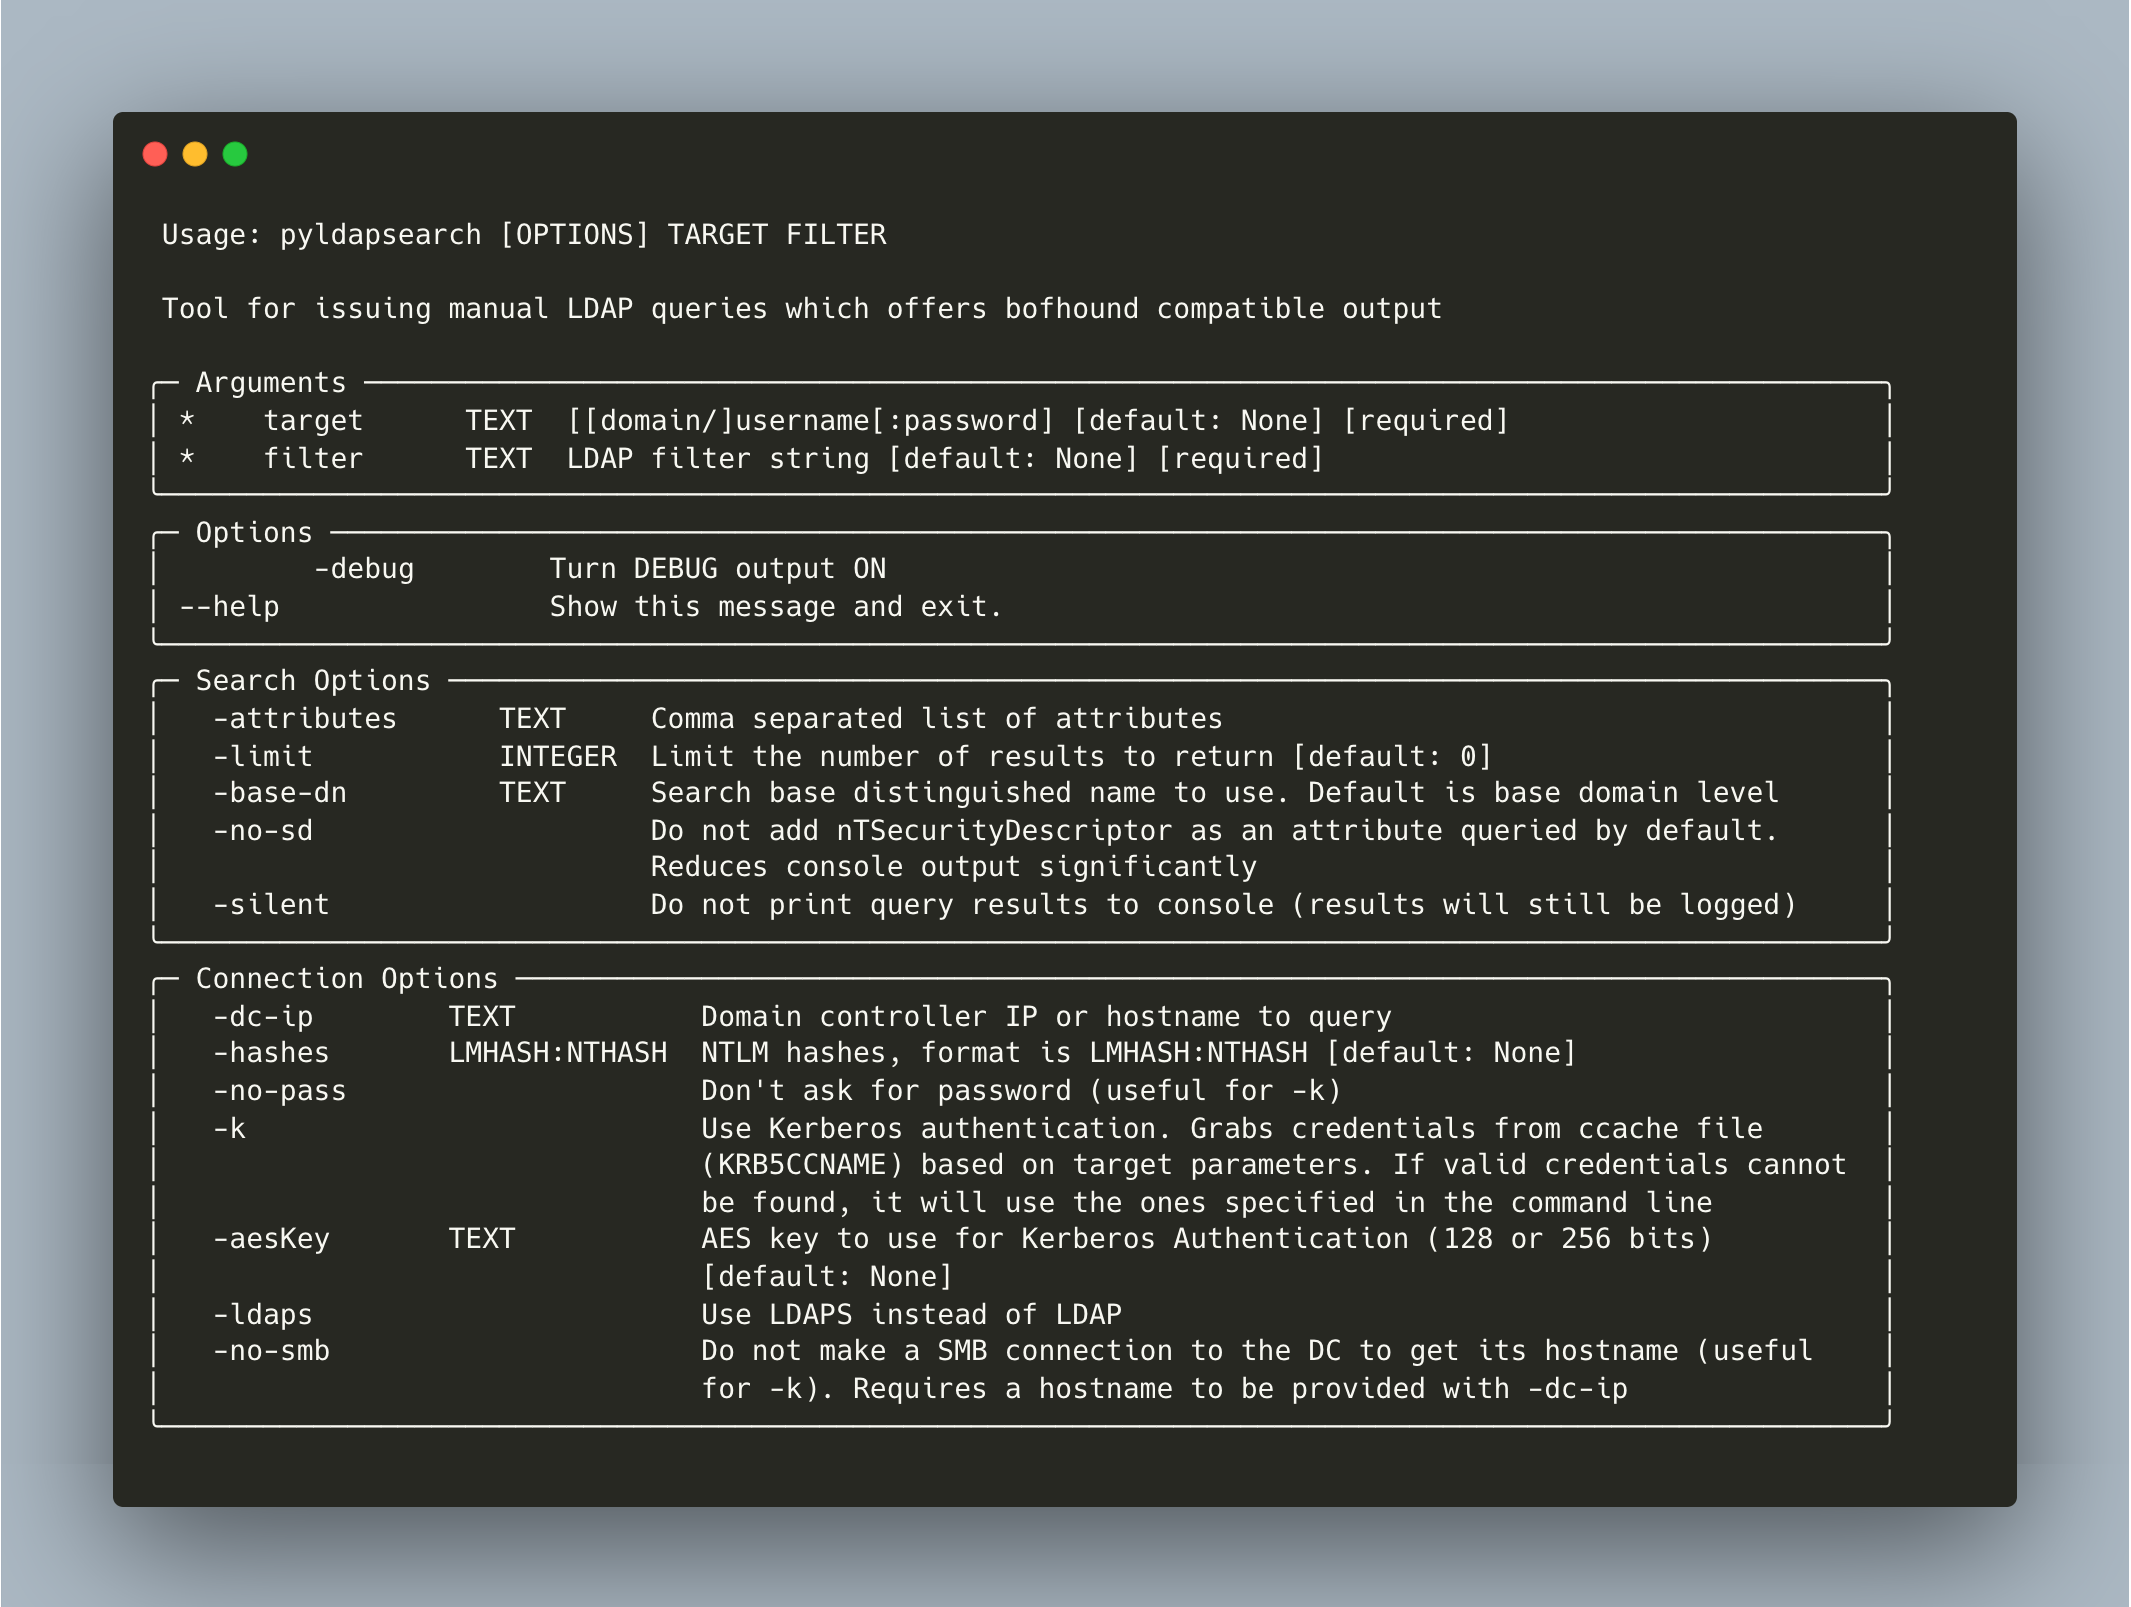 Usage: pyldapsearch [OPTIONS] TARGET FILTER
Tool for issuing manual LDAP queries which offers bofhound compatible output
Arguments
* target TEXT [[domain/]username[:password] [default: None] [required]
* filter TEXT LDAP filter string [default: None] [required]
Options
-debug Turn DEBUG output ON
--help Show this message and exit.
Search Options
-attributes TEXT Comma separated list of attributes
-limit INTEGER Limit the number of results to return [default: 0]
-base-dn TEXT Search base distinguished name to use. Default is base domain level
-no-sd Do not add nTSecurityDescriptor as an attribute queried by default.
Reduces console output significantly
-silent Do not print query results to console (results will still be logged)
Connection Options
-dc-ip TEXT Domain controller IP or hostname to query
-hashes LMHASH:NTHASH NTLM hashes, format is LMHASH:NTHASH [default: None]
-no-pass Don't ask for password (useful for -k)
-k Use Kerberos authentication. Grabs credentials from ccache file
(KRB5CCNAME) based on target parameters. If valid credentials cannot
be found, it will use the ones specified in the command line
-aesKey TEXT AES key to use for Kerberos Authentication (128 or 256 bits)
[default: None]
-ldaps Use LDAPS instead of LDAP
-no-smb Do not make a SMB connection to the DC to get its hostname (useful
for -k). Requires a hostname to be provided with -dc-ip